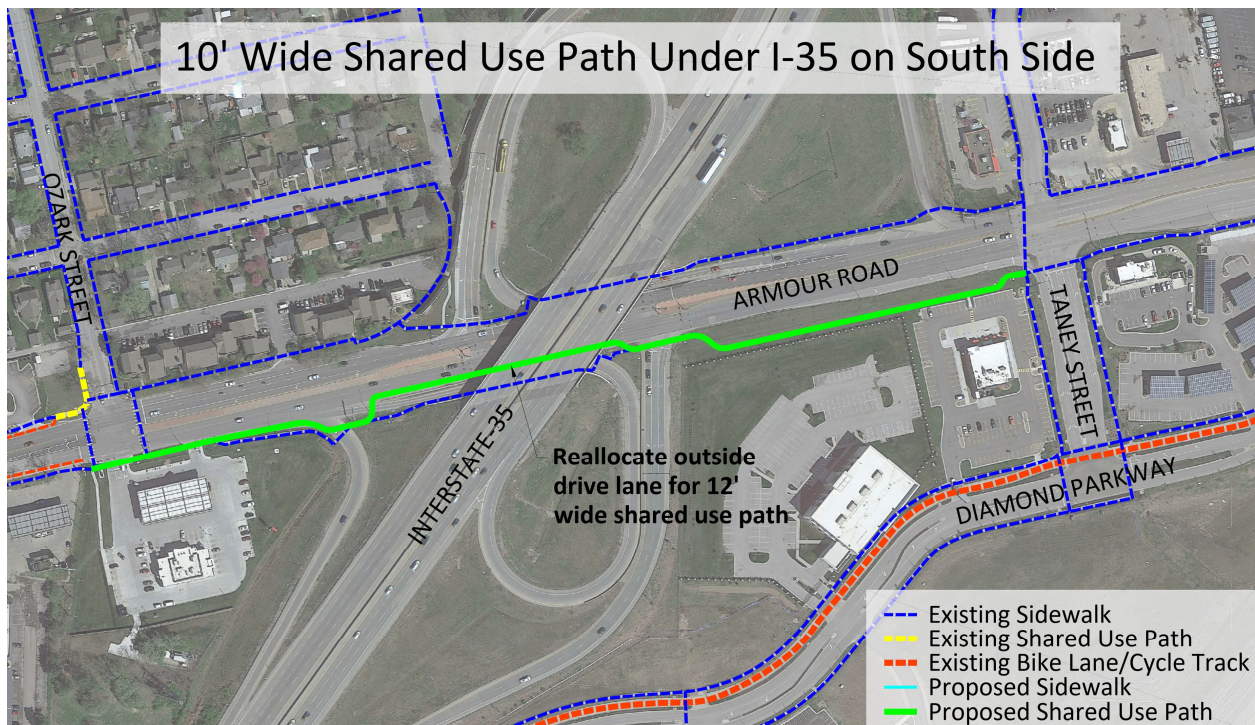 10' Wide Shared Use Path Under I-35 on South Side
OZARK STREET
ARMOUR ROAD
TANEY STREET
INTERSTATE-35
Reallocate outside
drive lane for 12'
wide shared use path
DIAMOND PARKWAY
Existing Sidewalk
Existing Shared Use Path
Existing Bike Lane/Cycle Track
Proposed Sidewalk
Proposed Shared Use Path